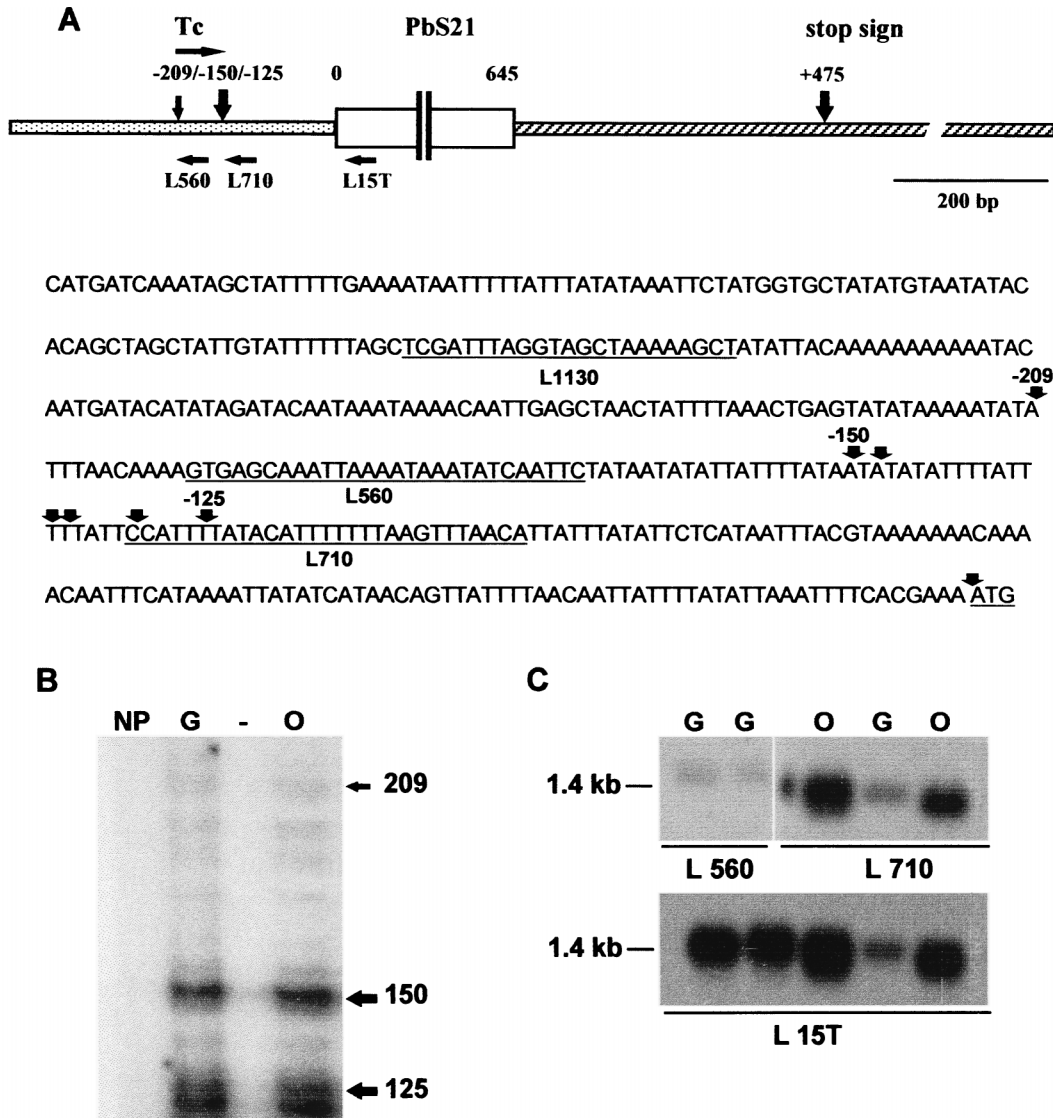 A
Tc PbS21 stop sign
-209/-150/-125 0 645 +475
L560 L710 L15T
200 bp
CATGATCAAATAGCTATTTTTGAAAATAATTTTTATTTATATAAATTCTATGGTGCTATATGTAATATAC
ACAGCTAGCTATTGTATTTTTTAGCTCGATTTAGGTAGCTAAAAAGCTATATTACAAAAAAAAAAATAC
L1130
-209
AATGATACATATAGATACAATAAATAAAACAATTGAGCTAACTATTTTAAACTGAGTATATAAAAATATA
-150
TTTAACAAAAGTGAGCAAATTAAAATAAATATCAATTCTATAATATATTATTTTATAATATATATTTTATT
-125 L560
TTTATTCCATTTTATACATTTTTTTAAGTTTAACATTATTTATATTCTCATAATTTACGTAAAAAAACAAA
L710
ACAATTTCATAAAATTATATCATAACAGTTATTTTAACAATTATTTTATATTAAATTTTCACGAAA ATG
B
NP G - O
209
150
125
C
G G O G O
1.4 kb
L 560 L 710
1.4 kb
L 15T